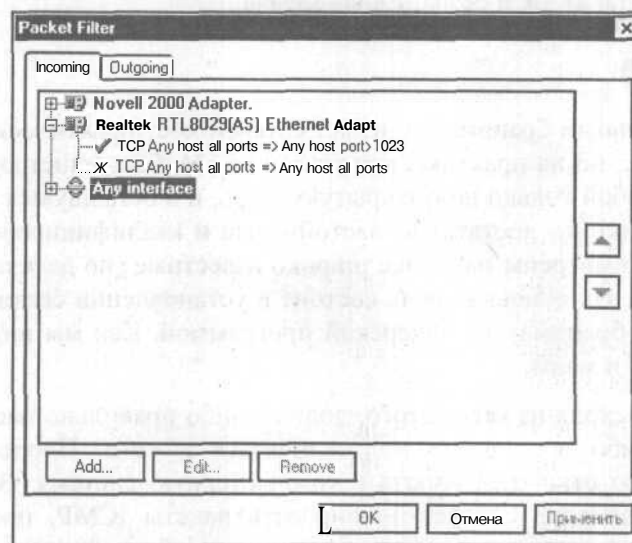 Packet Filter
Incoming Outgoing
Novell 2000 Adapter.
Realtek RTL8029(AS) Ethernet Adapt
TCP Any host all ports => Any host port>1023
TCP Any host all ports => Any host all ports
Any interface
Add... Edit... Remove
OK Отмена Применить